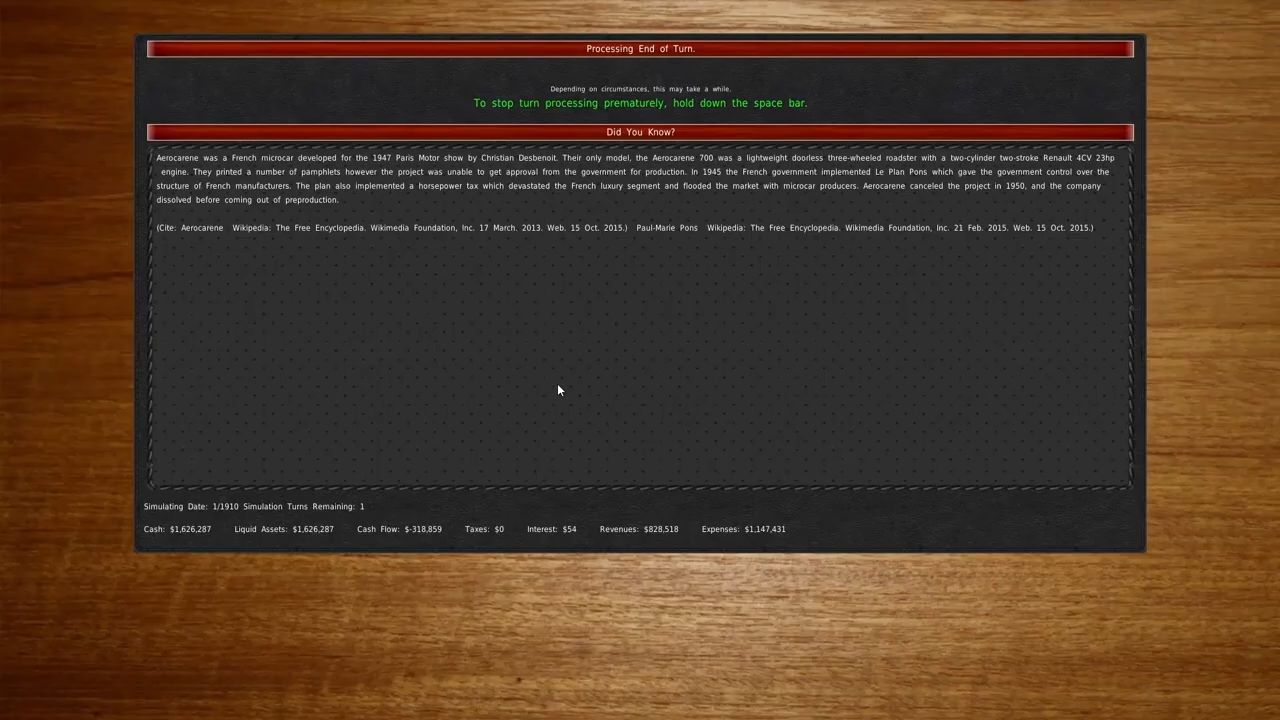 Processing End of Turn.
Depending on circumstances, this may take a while.
To stop turn processing prematurely, hold down the space bar.
Did You Know?
Aerocarene was a French microcar developed for the 1947 Paris Motor show by Christian Desbenoit. Their only model, the Aerocarene 700 was a lightweight doorless three-wheeled roadster with a two-cylinder two-stroke Renault 4CV 23hp
engine. They printed a number of pamphlets however the project was unable to get approval from the government for production. In 1945 the French government implemented Le Plan Pons which gave the government control over the
structure of French manufacturers. The plan also implemented a horsepower tax which devastated the French luxury segment and flooded the market with microcar producers. Aerocarene canceled the project in 1950, and the company
dissolved before coming out of preproduction.
(Cite: Aerocarene Wikipedia: The Free Encyclopedia. Wikimedia Foundation, Inc. 17 March. 2013. Web. 15 Oct. 2015.) Paul-Marie Pons Wikipedia: The Free Encyclopedia. Wikimedia Foundation, Inc. 21 Feb. 2015. Web. 15 Oct. 2015.)
Simulating Date: 1/1910 Simulation Turns Remaining: 1
Cash: $1,626,287 Liquid Assets: $1,626,287 Cash Flow: $-318,859 Taxes: $0 Interest: $54 Revenues: $828,518 Expenses: $1,147,431